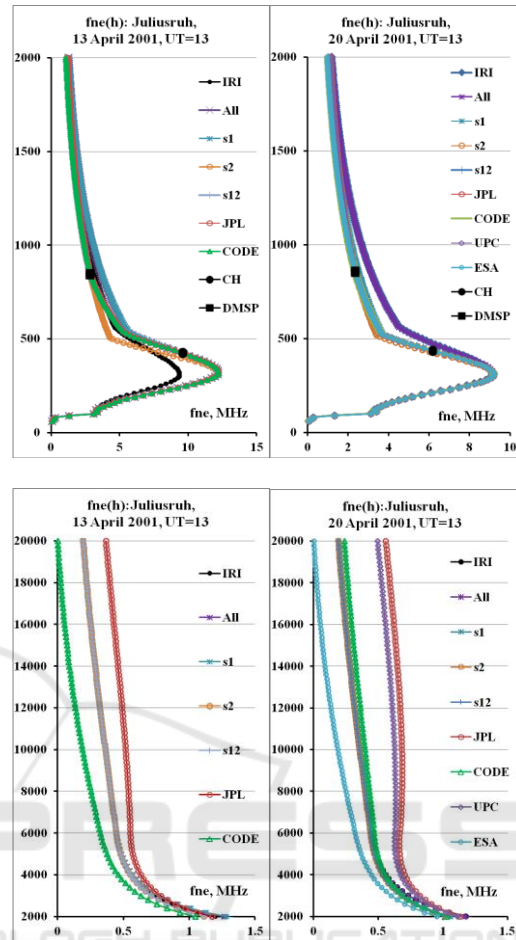 fne(h): Juliusruh,
13 April 2001, UT=13
2000
1500
1000
500
0
0 5 10 15
fne, MHz
IRI
All
s1
s2
s12
JPL
CODE
CH
DMSP
fne(h): Juliusruh,
20 April 2001, UT=13
2000
1500
1000
500
0
0 2 4 6 8 10
fne, MHz
IRI
All
s1
s2
s12
JPL
CODE
UPC
ESA
CH
DMSP
fne(h): Juliusruh,
13 April 2001, UT=13
20000
18000
16000
14000
12000
10000
8000
6000
4000
2000
0 0.5 1 1.5
fne, MHz
IRI
All
s1
s2
s12
JPL
CODE
fne(h):Juliusruh,
20 April 2001, UT=13
20000
18000
16000
14000
12000
10000
8000
6000
4000
2000
0 0.5 1 1.5
fne, MHz
IRI
All
s1
s2
s12
JPL
CODE
UPC
ESA
PRESS